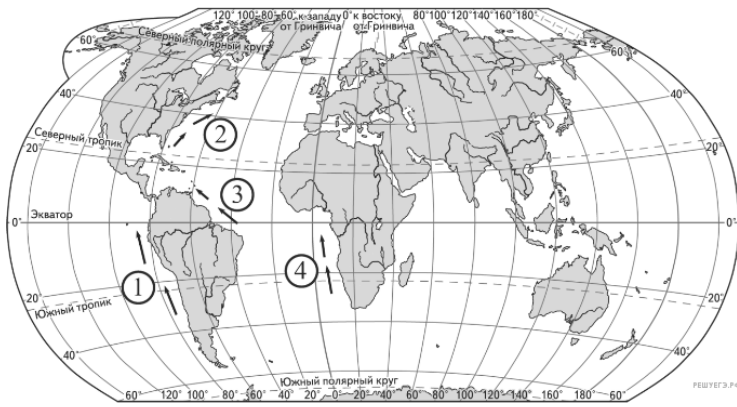 120° 80° 60° к западу 0° к востоку 80° 100° 120° 140° 160° 180°
от Гринвича от Гринвича
Северный полярный круг
60° 60°
40° 40°
2
Северный тропик
20° 20°
3
Экватор
0° 0°
4
1
20° 20°
Южный тропик
40° 40°
Южный полярный круг
60° 120° 100° 80° 60° 40° 20° 0° 20° 40° 60° 80° 100° 120° 140° 160° 180° 60°
РЕШУЕГЭ.РФ